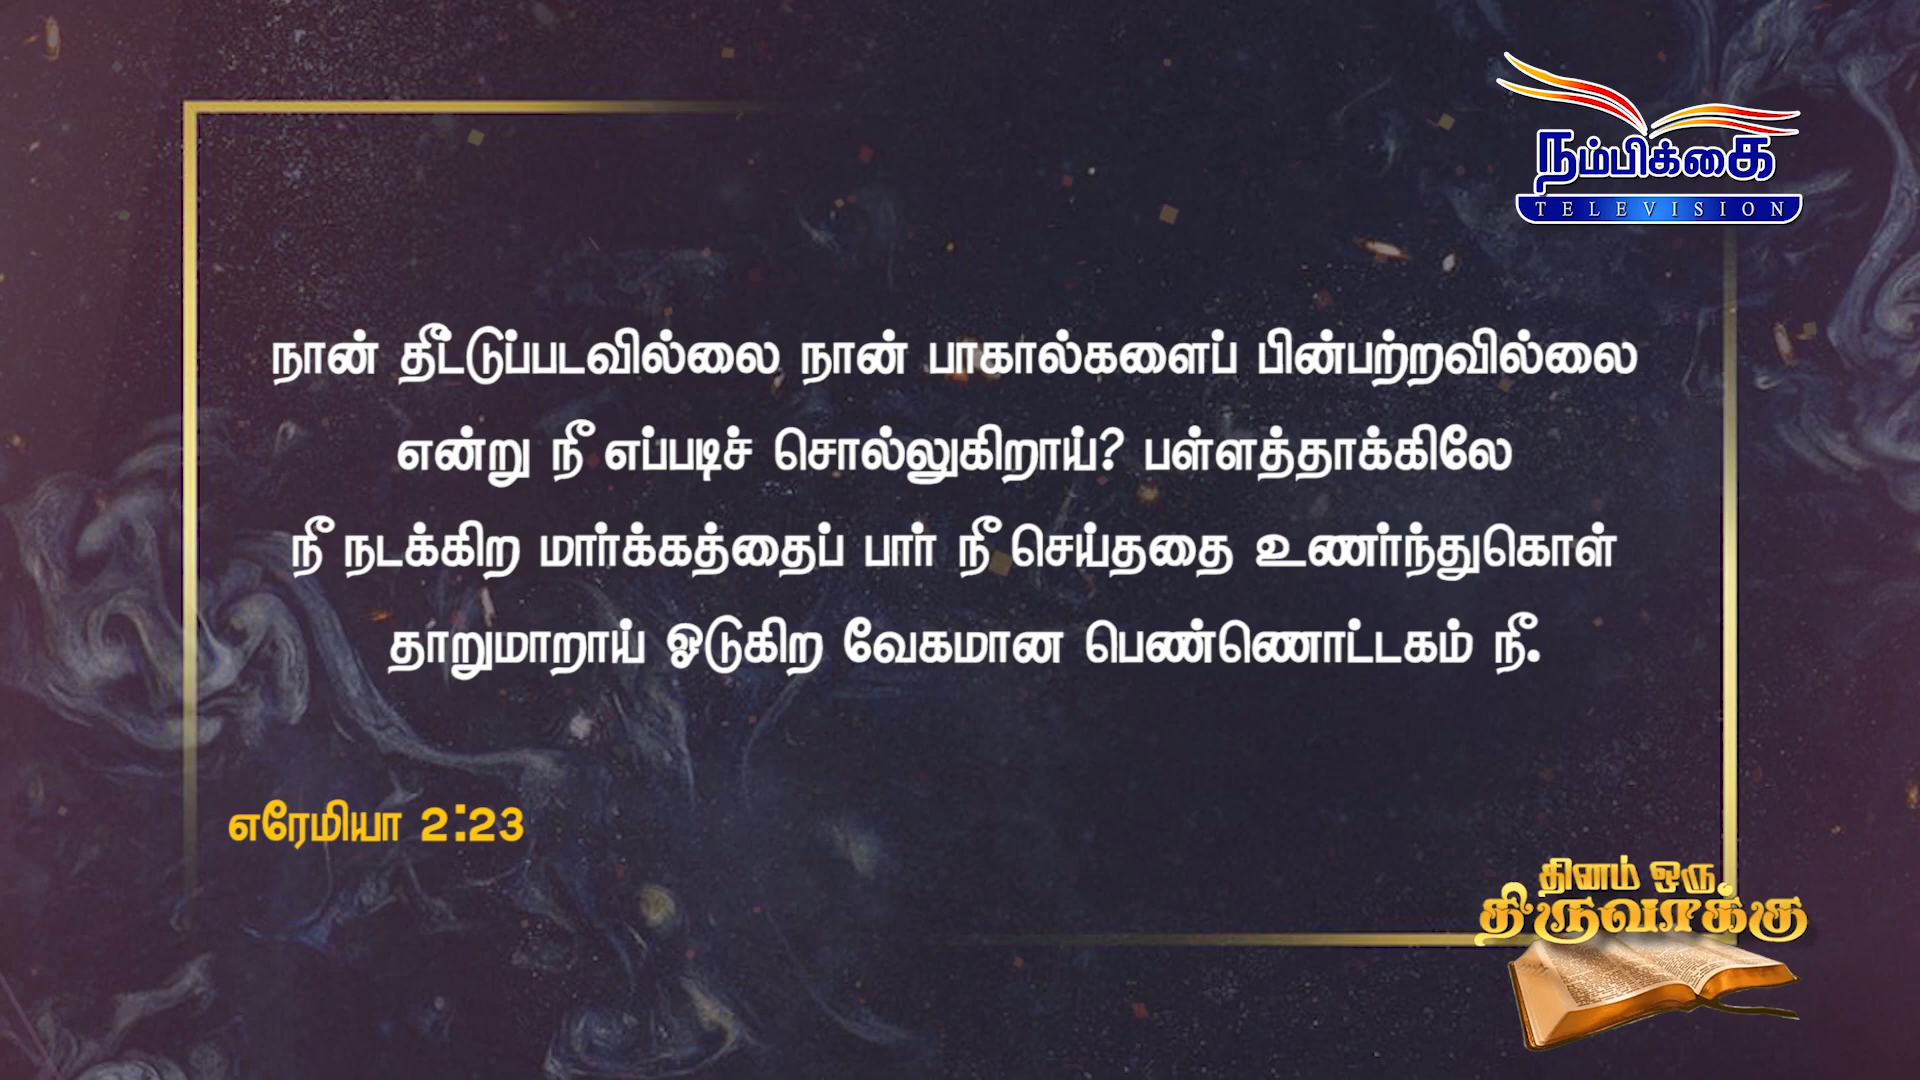 நம்பிக்கை
TELEVISION
நான் தீட்டுப்படவில்லை நான் பாகால்களைப் பின்பற்றவில்லை
என்று நீ எப்படிச் சொல்லுகிறாய்? பள்ளத்தாக்கிலே
நீ நடக்கிற மார்க்கத்தைப் பார் நீ செய்ததை உணர்ந்துகொள்
தாறுமாறாய் ஓடுகிற வேகமான பெண்ணொட்டகம் நீ.
எரேமியா 2:23
தினம் ஒரு
திருவாக்கு